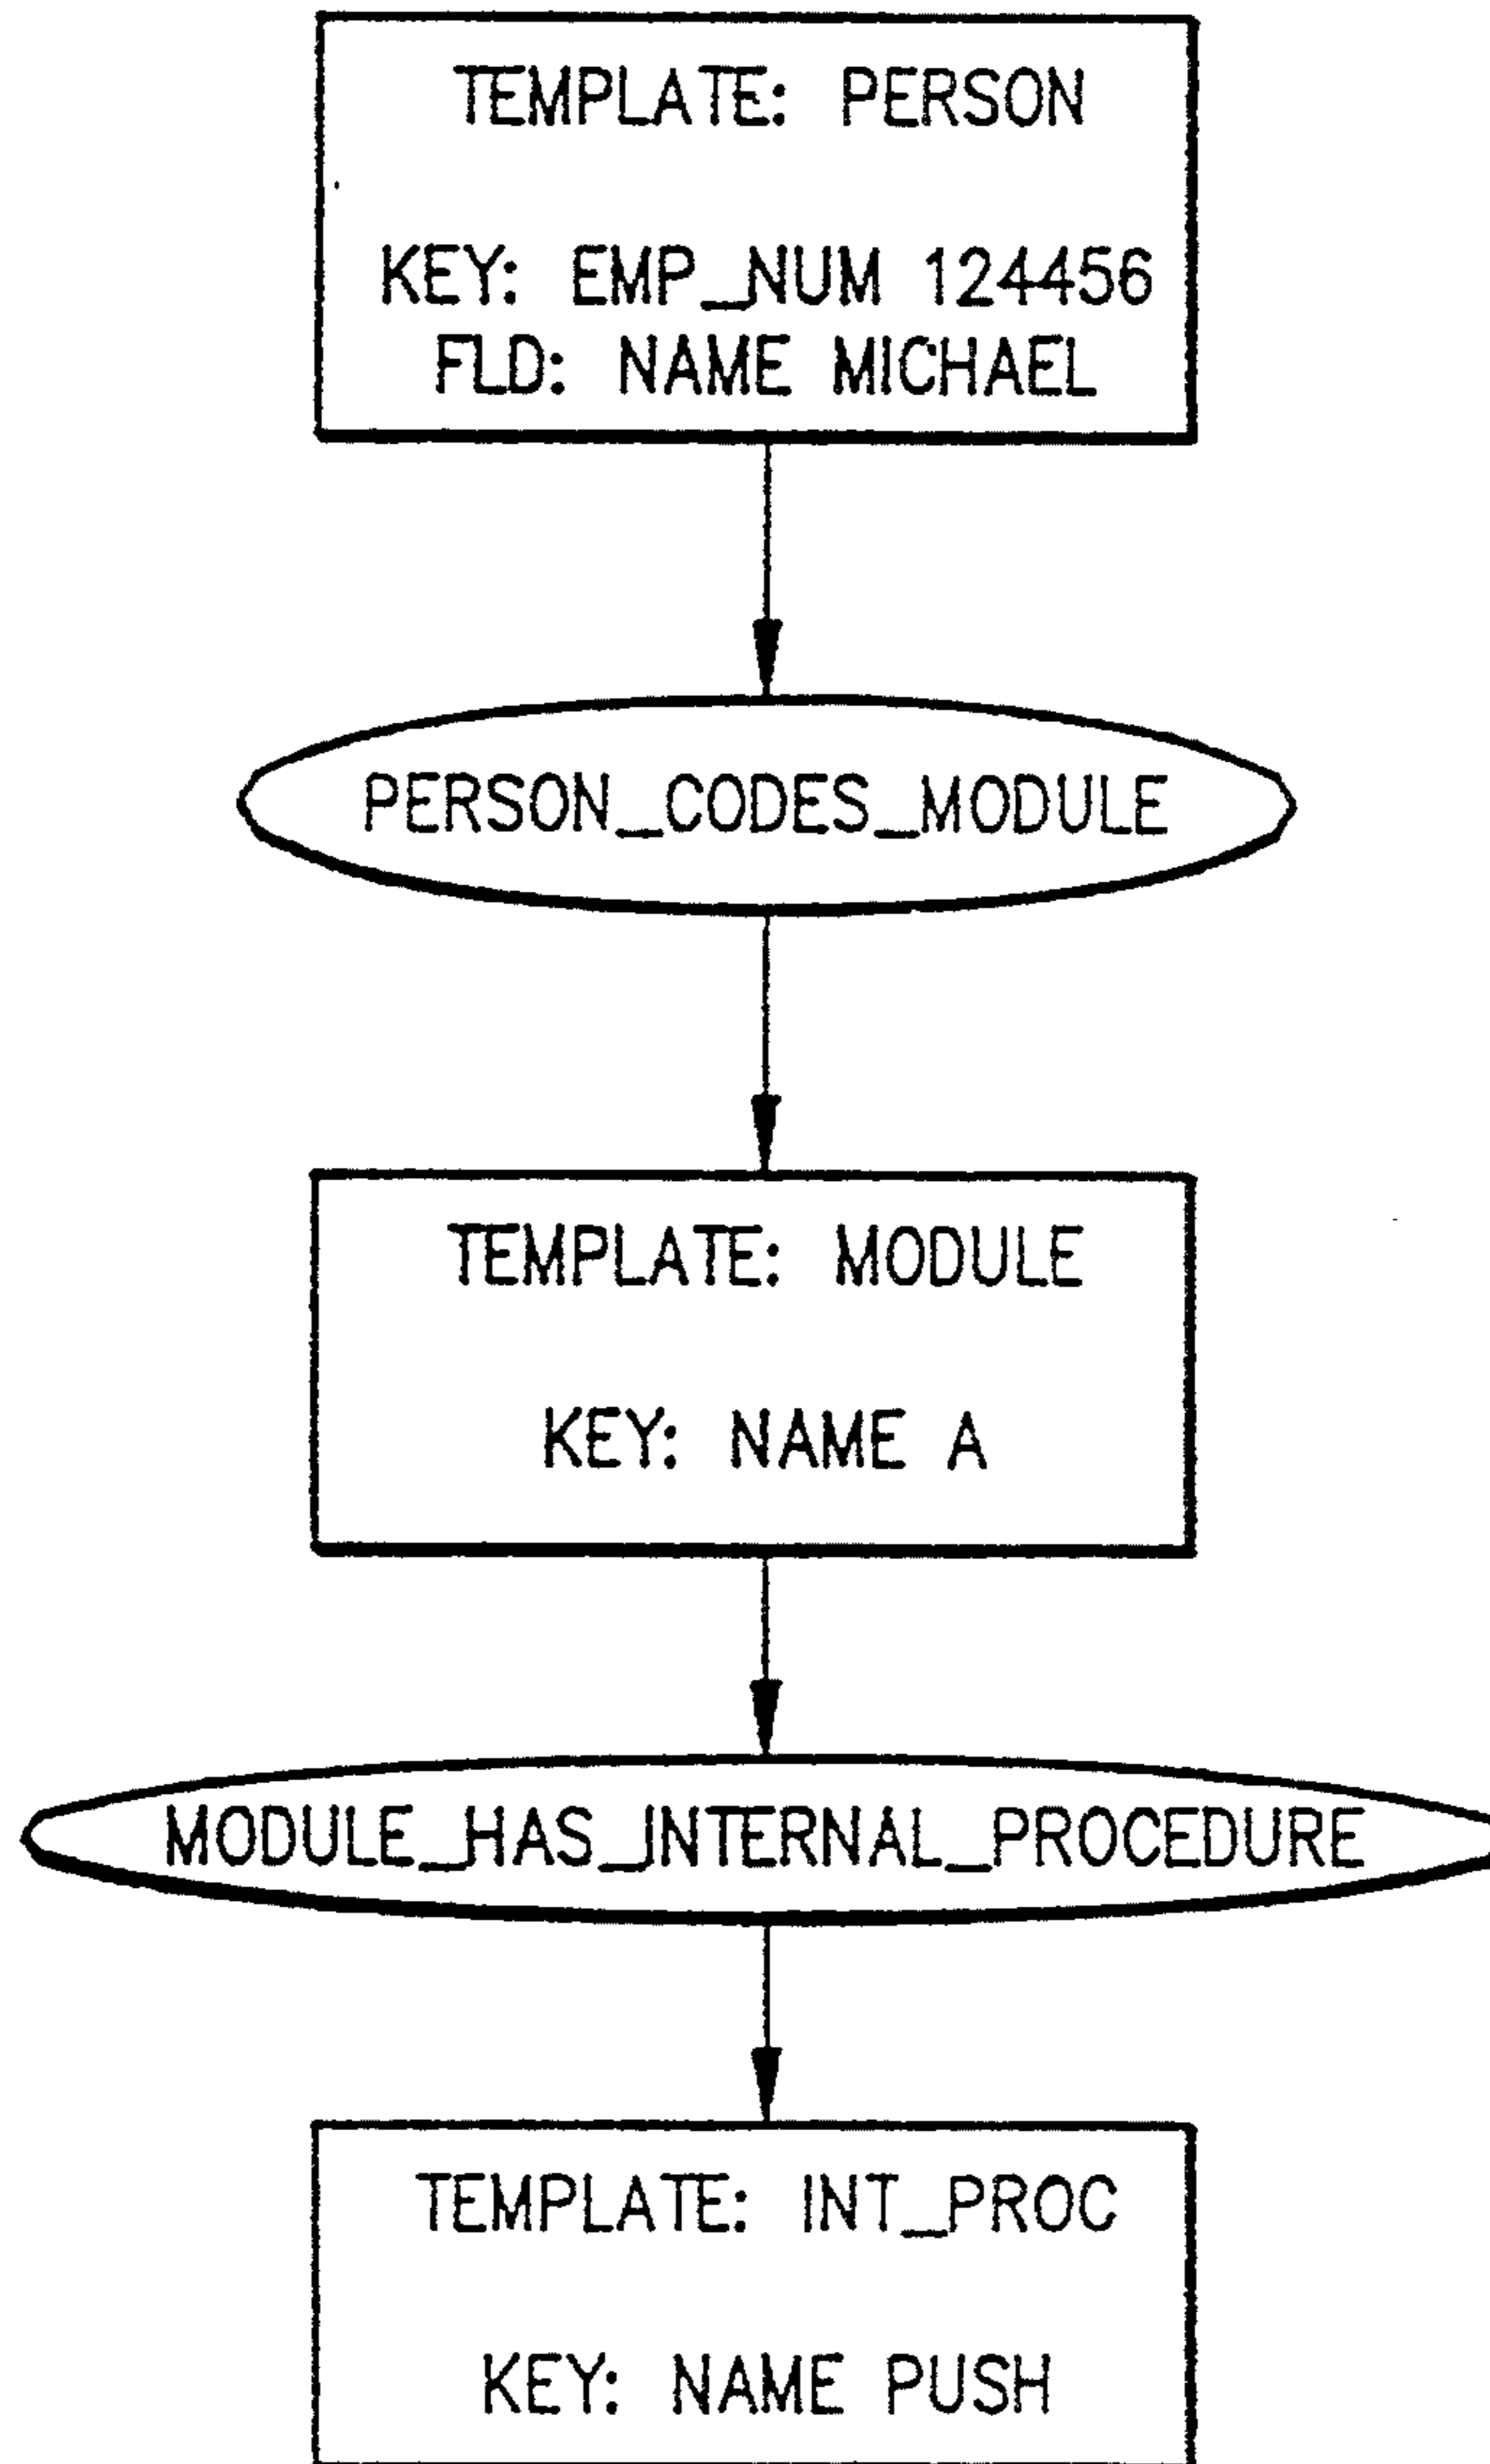 TEMPLATE: PERSON
KEY: EMP_NUM 124456
FLD: NAME MICHAEL
PERSON_CODES_MODULE
TEMPLATE: MODULE
KEY: NAME A
MODULE_HAS_INTERNAL_PROCEDURE
TEMPLATE: INT_PROC
KEY: NAME PUSH